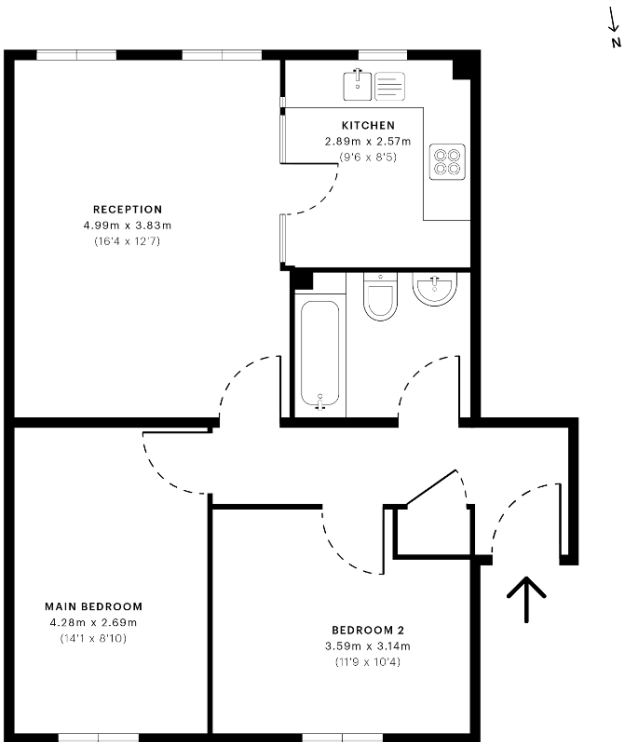 N
KITCHEN
2.89m x 2.57m
(9'6 x 8'5)
RECEPTION
4.99m x 3.83m
(16'4 x 12'7)
MAIN BEDROOM
4.28m x 2.69m
(14'1 x 8'10)
BEDROOM 2
3.59m x 3.14m
(11'9 x 10'4)